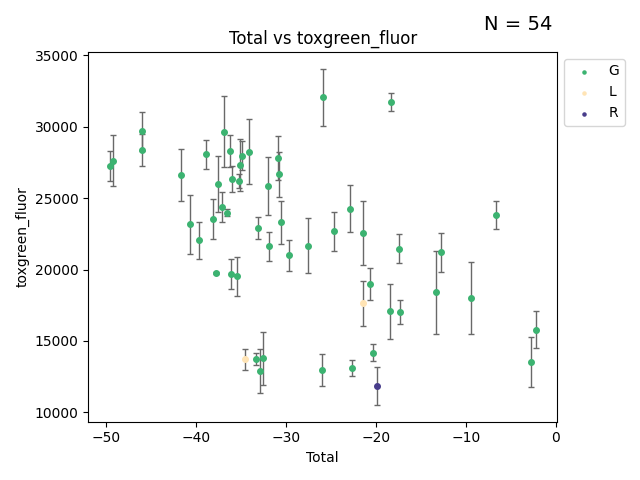 N = 54
Total vs toxgreen_fluor
35000
30000
25000
20000
15000
10000
toxgreen_fluor
−50
−40
−30
−20
−10
0
Total
G
L
R